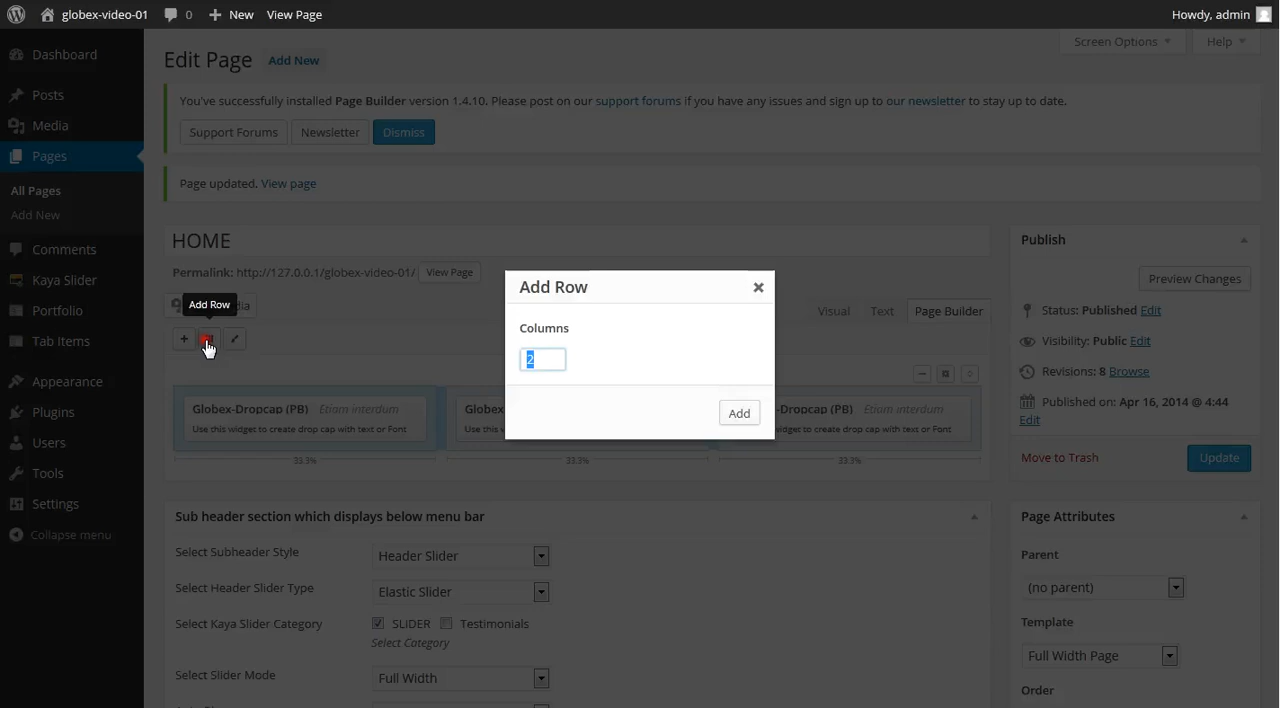 globex-video-01 0 New View Page Howdy, admin
Dashboard
Posts
Media
Pages
All Pages
Add New
Comments
Kaya Slider
Portfolio
Tab Items
Appearance
Plugins
Users
Tools
Settings
Collapse menu
Screen Options Help
Edit Page Add New
You've successfully installed Page Builder version 1.4.10. Please post on our support forums if you have any issues and sign up to our newsletter to stay up to date.
Support Forums Newsletter Dismiss
Page updated. View page
HOME
Permalink: http://127.0.0.1/globex-video-01/ View Page
Add Row
Visual Text Page Builder
Add Row
Columns
2
Add
Globex-Dropcap (PB) Etiam interdum
Use this widget to create drop cap with text or Font
33.3% 33.3% 33.3%
Sub header section which displays below menu bar
Select Subheader Style Header Slider
Select Header Slider Type Elastic Slider
Select Kaya Slider Category SLIDER Testimonials
Select Category
Select Slider Mode Full Width
Publish
Preview Changes
Status: Published Edit
Visibility: Public Edit
Revisions: 8 Browse
Published on: Apr 16, 2014 @ 4:44
Edit
Move to Trash Update
Page Attributes
Parent
(no parent)
Template
Full Width Page
Order